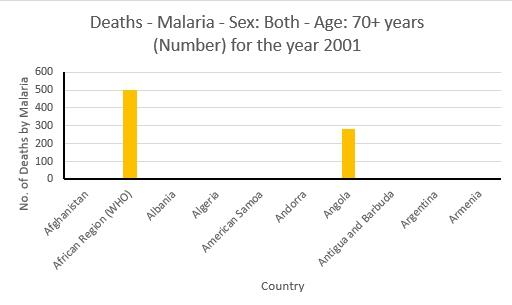 Deaths - Malaria - Sex: Both - Age: 70+ years
(Number) for the year 2001
No. of Deaths by Malaria
600
500
400
300
200
100
0
Afghanistan
African Region (WHO)
Albania
Algeria
American Samoa
Andorra
Angola
Antigua and Barbuda
Argentina
Armenia
Country